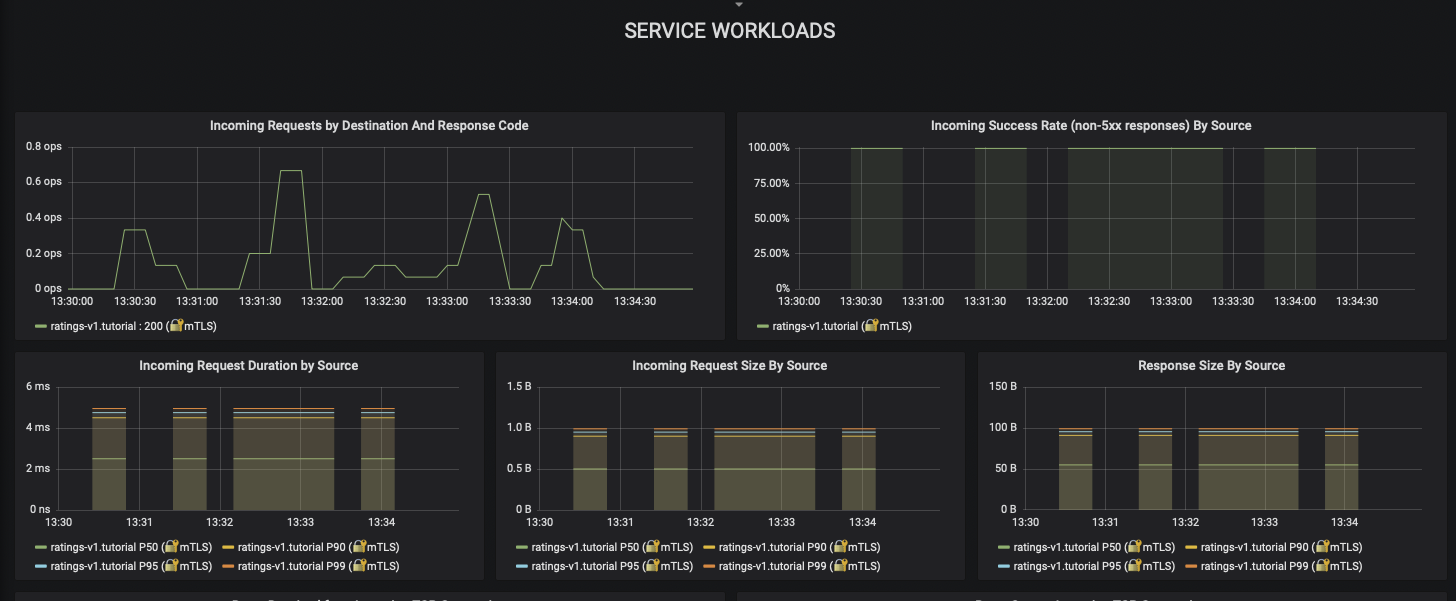 SERVICE WORKLOADS
Incoming Requests by Destination And Response Code
0.8 ops
0.6 ops
0.4 ops
0.2 ops
0 ops
13:30:00 13:30:30 13:31:00 13:31:30 13:32:00 13:32:30 13:33:00 13:33:30 13:34:00 13:34:30
ratings-v1.tutorial : 200 (🔐mTLS)
Incoming Success Rate (non-5xx responses) By Source
100.00%
75.00%
50.00%
25.00%
0%
13:30:00 13:30:30 13:31:00 13:31:30 13:32:00 13:32:30 13:33:00 13:33:30 13:34:00 13:34:30
ratings-v1.tutorial (🔐mTLS)
Incoming Request Duration by Source
6 ms
4 ms
2 ms
0 ns
13:30 13:31 13:32 13:33 13:34
ratings-v1.tutorial P50 (🔐mTLS) ratings-v1.tutorial P90 (🔐mTLS)
ratings-v1.tutorial P95 (🔐mTLS) ratings-v1.tutorial P99 (🔐mTLS)
Incoming Request Size By Source
1.5 B
1.0 B
0.5 B
0 B
13:30 13:31 13:32 13:33 13:34
ratings-v1.tutorial P50 (🔐mTLS) ratings-v1.tutorial P90 (🔐mTLS)
ratings-v1.tutorial P95 (🔐mTLS) ratings-v1.tutorial P99 (🔐mTLS)
Response Size By Source
150 B
100 B
50 B
0 B
13:30 13:31 13:32 13:33 13:34
ratings-v1.tutorial P50 (🔐mTLS) ratings-v1.tutorial P90 (🔐mTLS)
ratings-v1.tutorial P95 (🔐mTLS) ratings-v1.tutorial P99 (🔐mTLS)